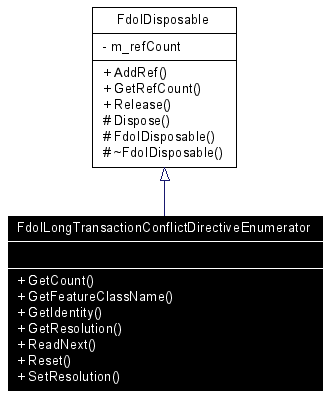 FdoIDisposable
- m_refCount
+ AddRef()
+ GetRefCount()
+ Release()
# Dispose()
# FdoIDisposable()
# ~FdoIDisposable()
FdoILongTransactionConflictDirectiveEnumerator
+ GetCount()
+ GetFeatureClassName()
+ GetIdentity()
+ GetResolution()
+ ReadNext()
+ Reset()
+ SetResolution()